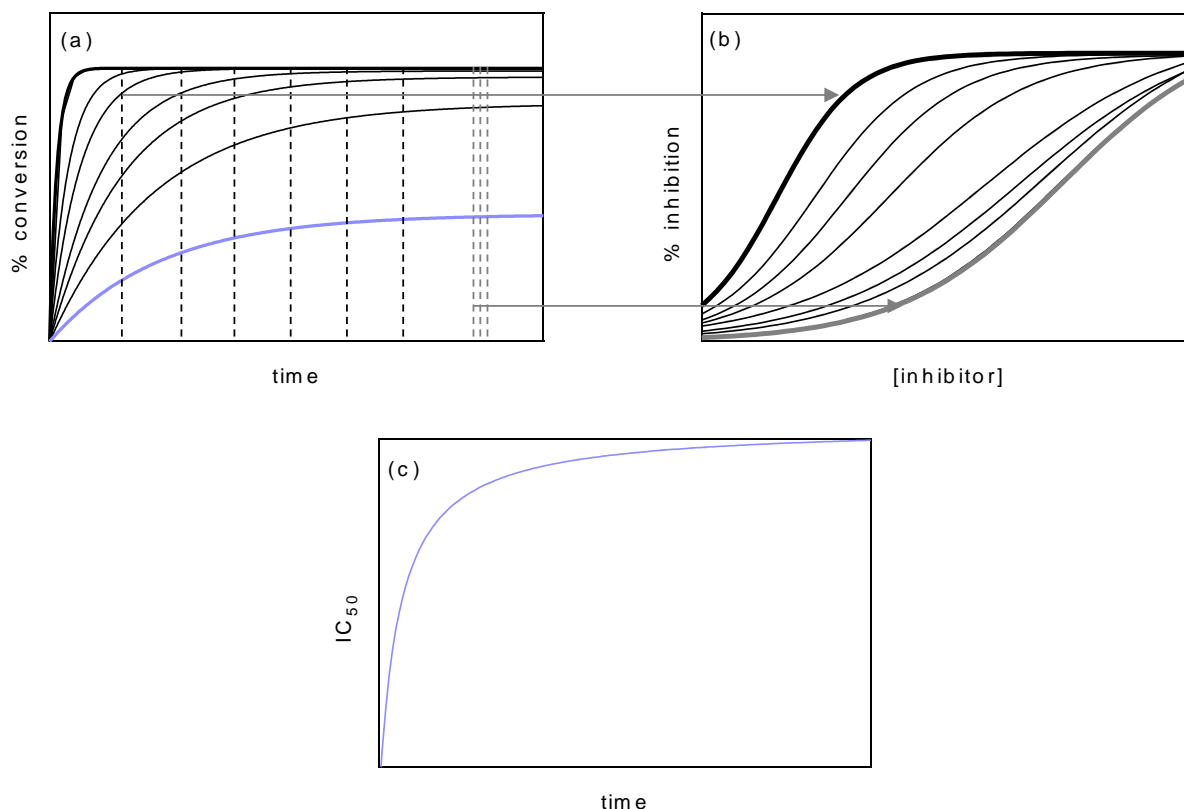 (a)
% conversion
time
(b)
% inhibition
[inhibitor]
(c)
IC₅₀
time